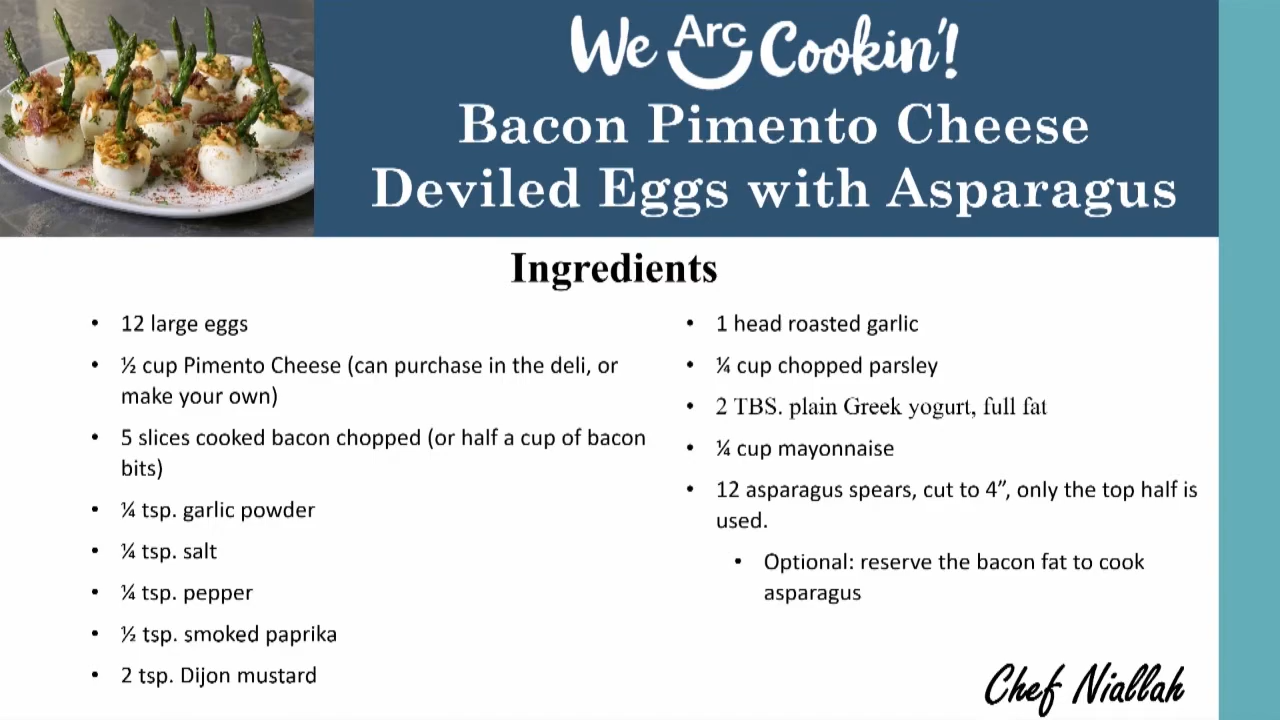 We Arc Cookin'!
Bacon Pimento Cheese
Deviled Eggs with Asparagus
Ingredients
• 12 large eggs
• ½ cup Pimento Cheese (can purchase in the deli, or
make your own)
• 5 slices cooked bacon chopped (or half a cup of bacon
bits)
• ¼ tsp. garlic powder
• ¼ tsp. salt
• ¼ tsp. pepper
• ½ tsp. smoked paprika
• 2 tsp. Dijon mustard
• 1 head roasted garlic
• ¼ cup chopped parsley
• 2 TBS. plain Greek yogurt, full fat
• ¼ cup mayonnaise
• 12 asparagus spears, cut to 4”, only the top half is
used.
• Optional: reserve the bacon fat to cook
asparagus
Chef Niallah